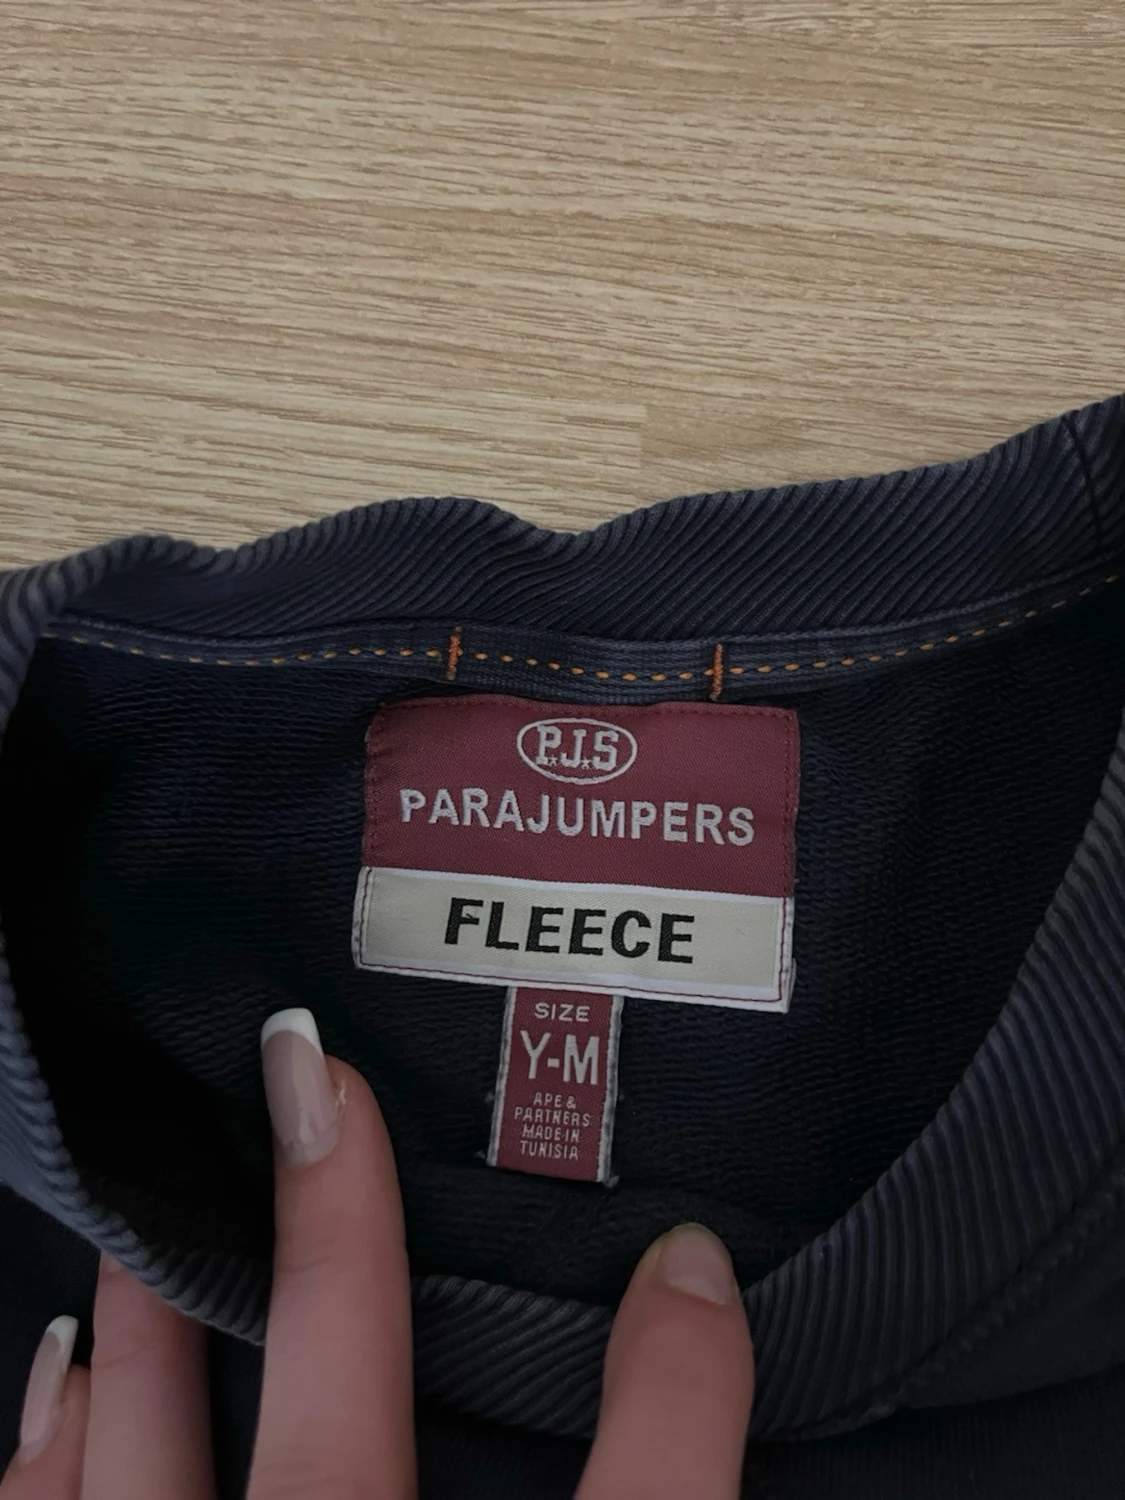 P.J.S
PARAJUMPERS
FLEECE
SIZE
Y-M
APE &
PARTNERS
MADE IN
TUNISIA